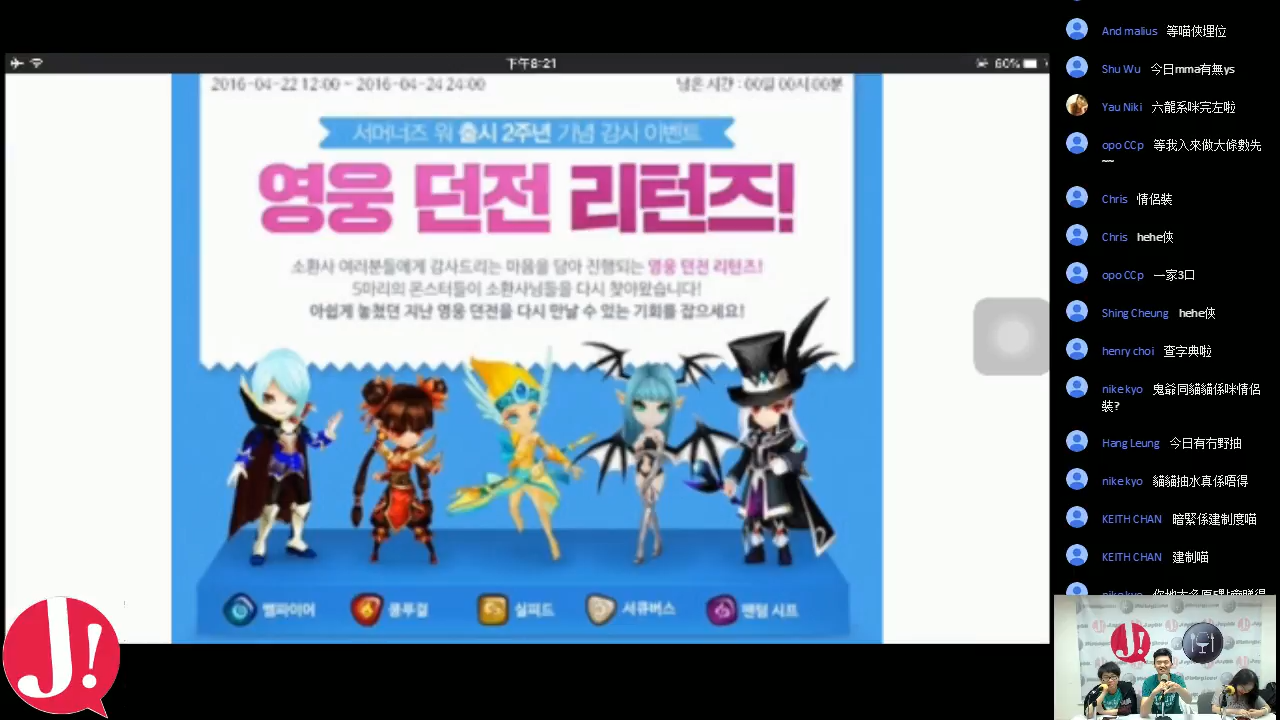 下午8:21
60%
2016-04-22 12:00 ~ 2016-04-24 24:00
남은 시간 : 00일 00시 00분
서머너즈 워 출시 2주년 기념 감사 이벤트
영웅 던전 리턴즈!
소환사 여러분들에게 감사드리는 마음을 담아 진행되는 영웅 던전 리턴즈!
5마리의 몬스터들이 소환사님들을 다시 찾아왔습니다!
아쉽게 놓쳤던 지난 영웅 던전을 다시 만날 수 있는 기회를 잡으세요!
뱀파이어
쿵푸걸
실피드
서큐버스
팬텀 시프
J!
And malius 等喵俠埋位
Shu Wu 今日mma有無ys
Yau Niki 六龍系咪完左啦
opo CCp 等我入來做大條數先
~~
Chris 情侶裝
Chris hehe俠
opo CCp 一家3口
Shing Cheung hehe俠
henry choi 查字典啦
nike kyo 鬼爺同貓貓係咪情侶
裝?
Hang Leung 今日有冇野抽
nike kyo 貓貓抽水真係唔得
KEITH CHAN 瞳緊係建制度喵
KEITH CHAN 建制喵
nike kyo
J!